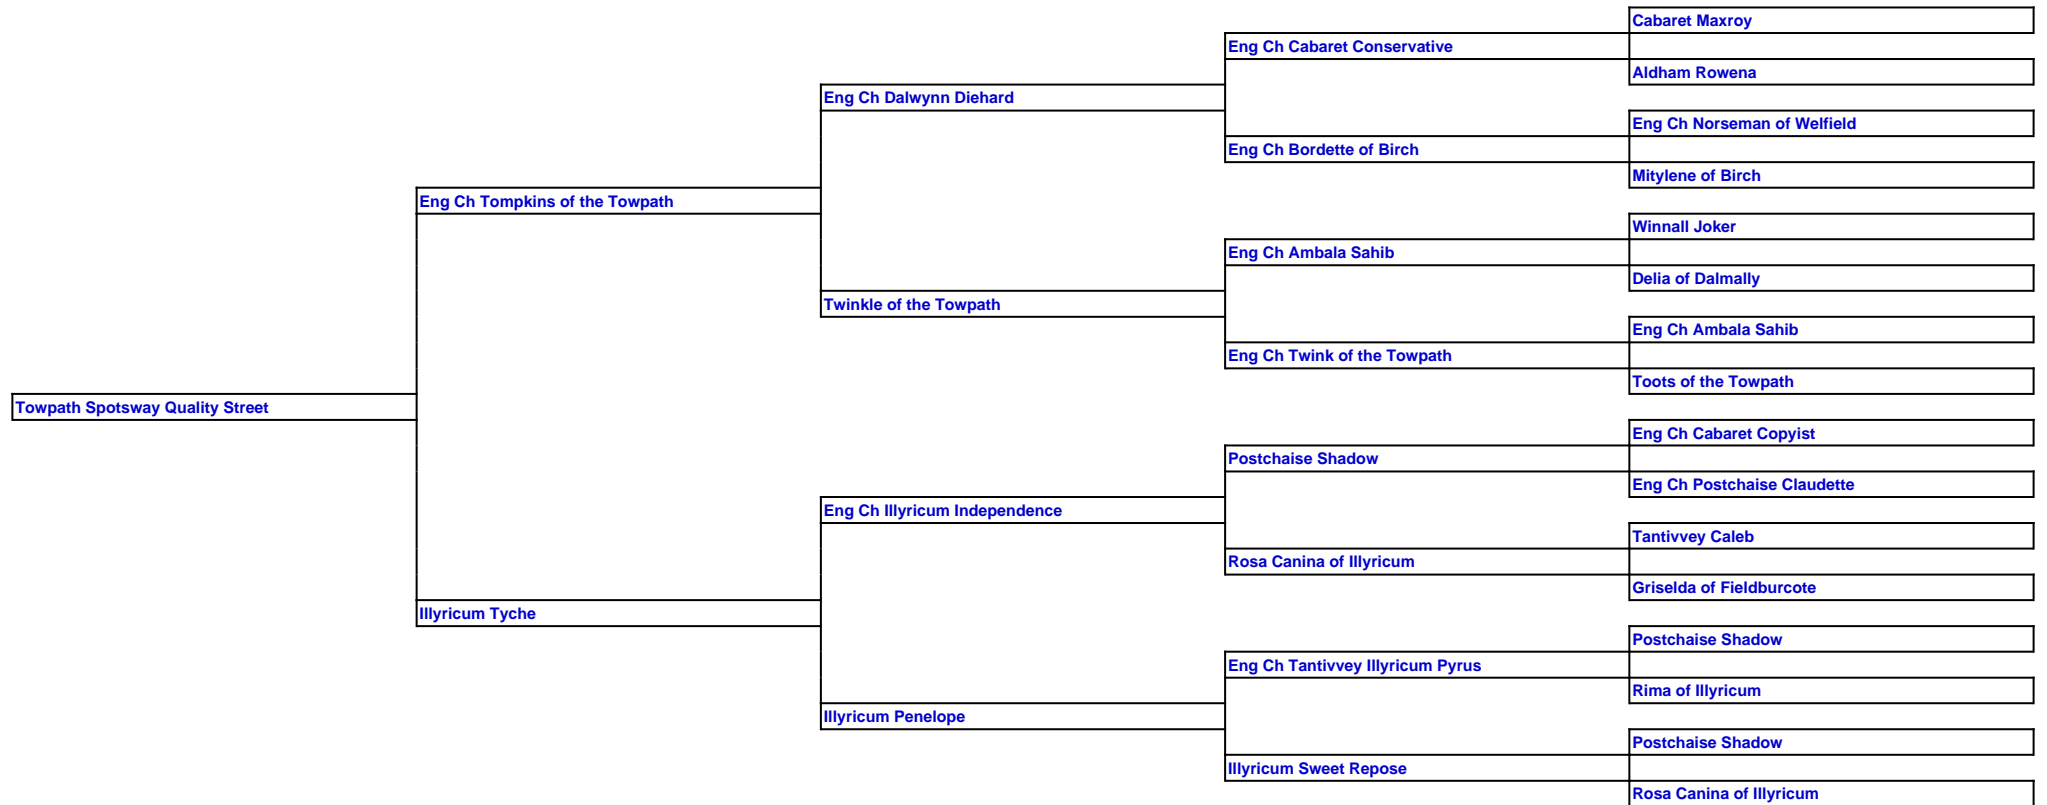 Cabaret Maxroy
Eng Ch Cabaret Conservative
Aldham Rowena
Eng Ch Dalwynn Diehard
Eng Ch Norseman of Welfield
Eng Ch Bordette of Birch
Mitylene of Birch
Eng Ch Tompkins of the Towpath
Winnall Joker
Eng Ch Ambala Sahib
Delia of Dalmally
Twinkle of the Towpath
Eng Ch Ambala Sahib
Eng Ch Twink of the Towpath
Toots of the Towpath
Towpath Spotsway Quality Street
Eng Ch Cabaret Copyist
Postchaise Shadow
Eng Ch Postchaise Claudette
Eng Ch Illyricum Independence
Tantivvey Caleb
Rosa Canina of Illyricum
Griselda of Fieldburcote
Illyricum Tyche
Postchaise Shadow
Eng Ch Tantivvey Illyricum Pyrus
Rima of Illyricum
Illyricum Penelope
Postchaise Shadow
Illyricum Sweet Repose
Rosa Canina of Illyricum